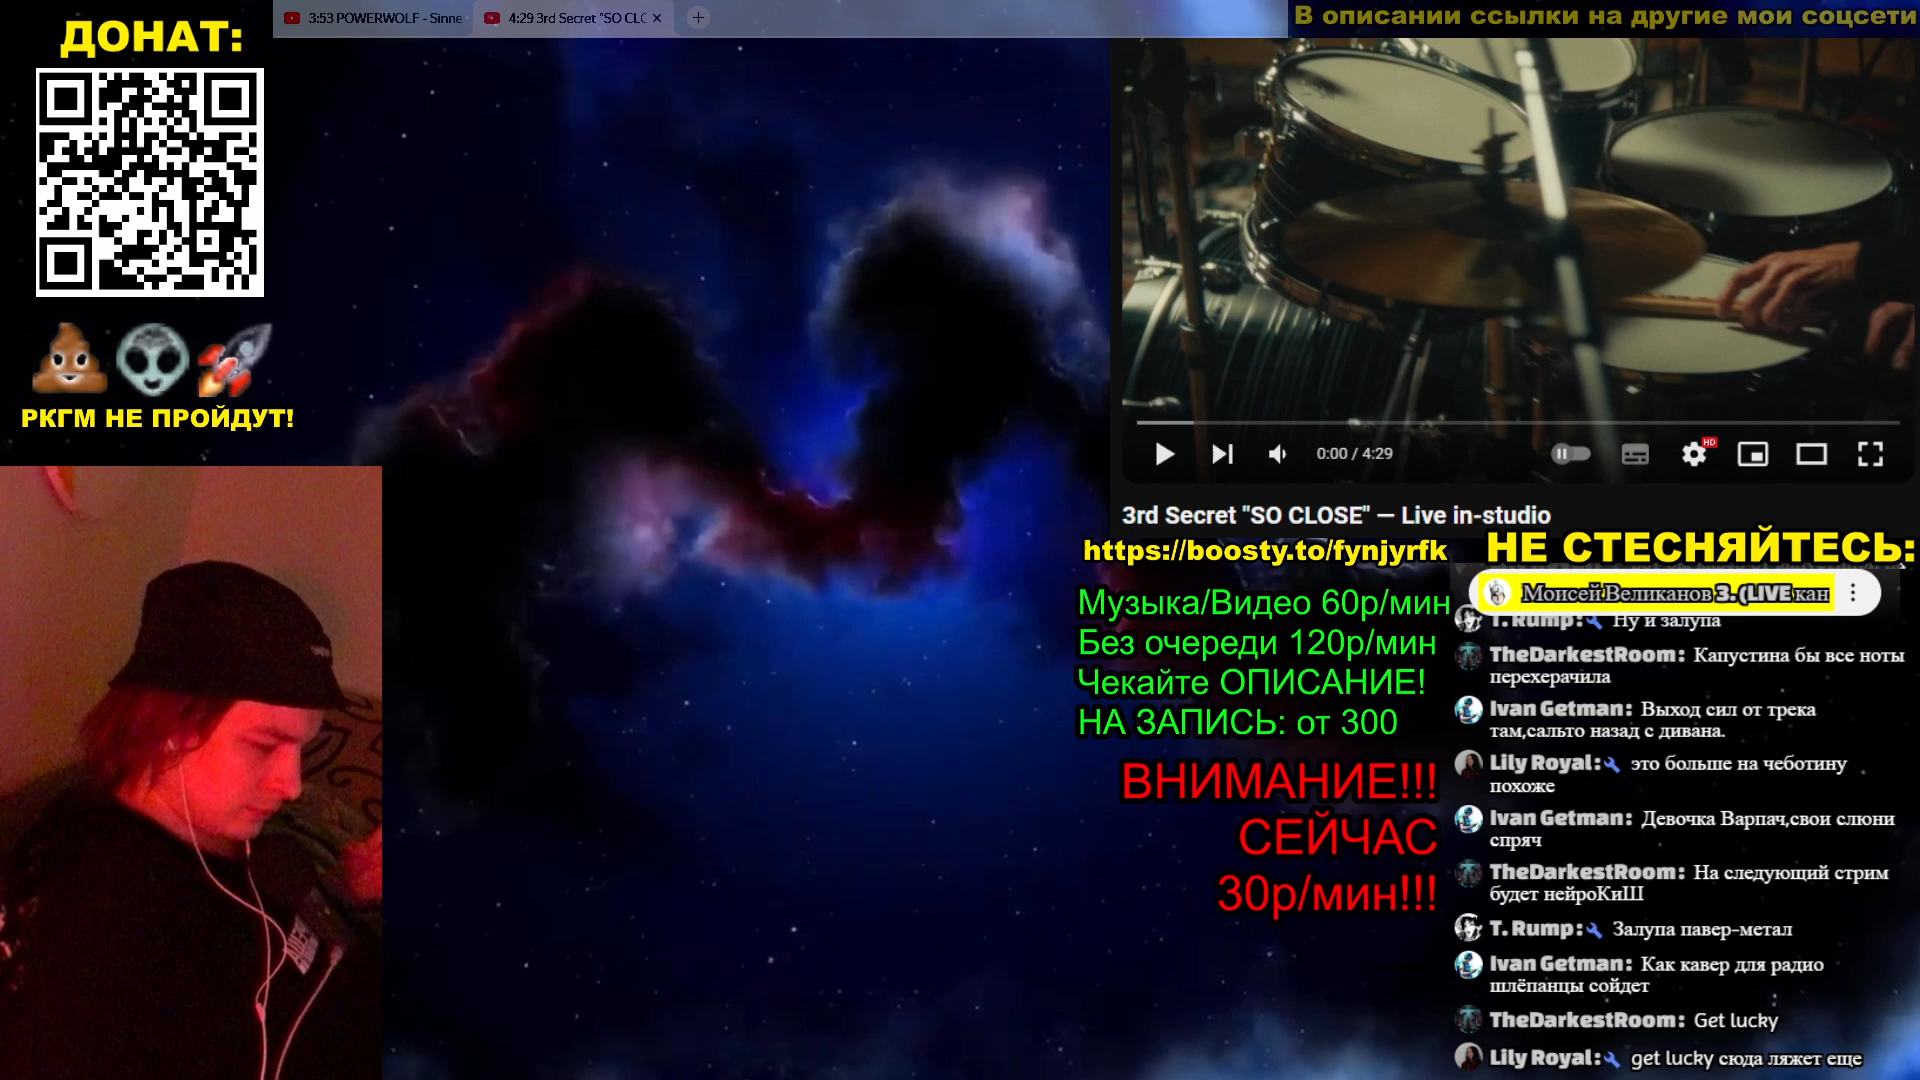 ДОНАТ:
3:53 POWERWOLF - Sinne
4:29 3rd Secret "SO CLO
В описании ссылки на другие мои соцсети
РКГМ НЕ ПРОЙДУТ!
0:00 / 4:29
HD
3rd Secret "SO CLOSE" — Live in-studio
https://boosty.to/fynjyrfk
НЕ СТЕСНЯЙТЕСЬ:
Музыка/Видео 60р/мин
Без очереди 120р/мин
Чекайте ОПИСАНИЕ!
НА ЗАПИСЬ: от 300
ВНИМАНИЕ!!!
СЕЙЧАС
30р/мин!!!
Моисей Великанов 3. (LIVE кан
T. Rump: Ну и залупа
TheDarkestRoom: Капустина бы все ноты
перехерачила
Ivan Getman: Выход сил от трека
там,сальто назад с дивана.
Lily Royal: это больше на чеботину
похоже
Ivan Getman: Девочка Варпач,свои слюни
спряч
TheDarkestRoom: На следующий стрим
будет нейроКиШ
T. Rump: Залупа павер-метал
Ivan Getman: Как кавер для радио
шлёпанцы сойдет
TheDarkestRoom: Get lucky
Lily Royal: get lucky сюда ляжет еще